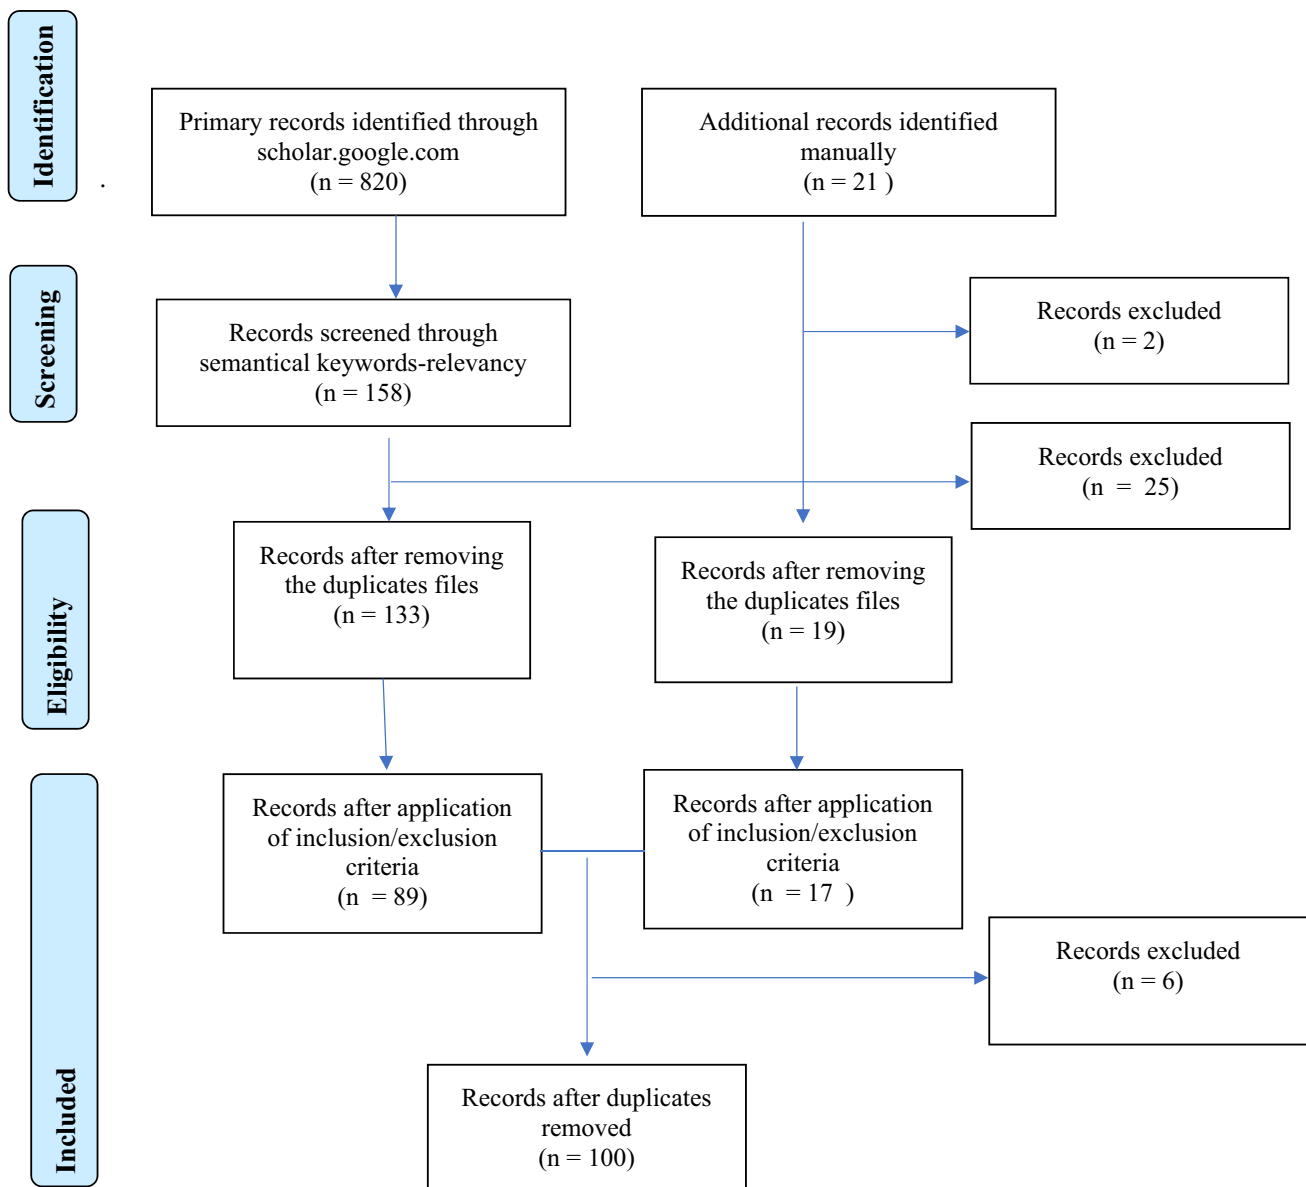 Identification
Primary records identified through
scholar.google.com
(n = 820)
Additional records identified
manually
(n = 21 )
.
Screening
Records screened through
semantical keywords-relevancy
(n = 158)
Records excluded
(n = 2)
Records excluded
(n  =  25)
Eligibility
Records after removing
the duplicates files
(n = 133)
Records after removing
the duplicates files
(n = 19)
Included
Records after application
of inclusion/exclusion
criteria
(n  = 89)
Records after application
of inclusion/exclusion
criteria
(n  = 17  )
Records excluded
(n = 6)
Records after duplicates
removed
(n = 100)